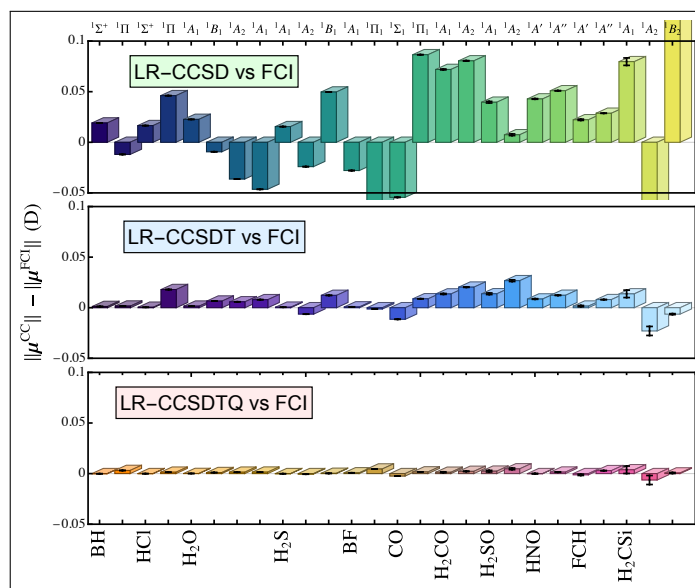 ¹Σ⁺ ¹Π ¹Σ⁺ ¹Π ¹A₁ ¹B₁ ¹A₂ ¹A₁ ¹A₁ ¹A₂ ¹B₁ ¹A₁ ¹Π₁ ¹Σ₁ ¹Π₁ ¹A₁ ¹A₂ ¹A₁ ¹A₂ ¹A′ ¹A″ ¹A′ ¹A″ ¹A₁ ¹A₂ ¹B₂
0.1
LR−CCSD vs FCI
0.05
0
−0.05
‖μ^CC‖ − ‖μ^FCI‖ (D)
0.1
LR−CCSDT vs FCI
0.05
0
−0.05
0.1
LR−CCSDTQ vs FCI
0.05
0
−0.05
BH
HCl
H₂O
H₂S
BF
CO
H₂CO
H₂SO
HNO
FCH
H₂CSi